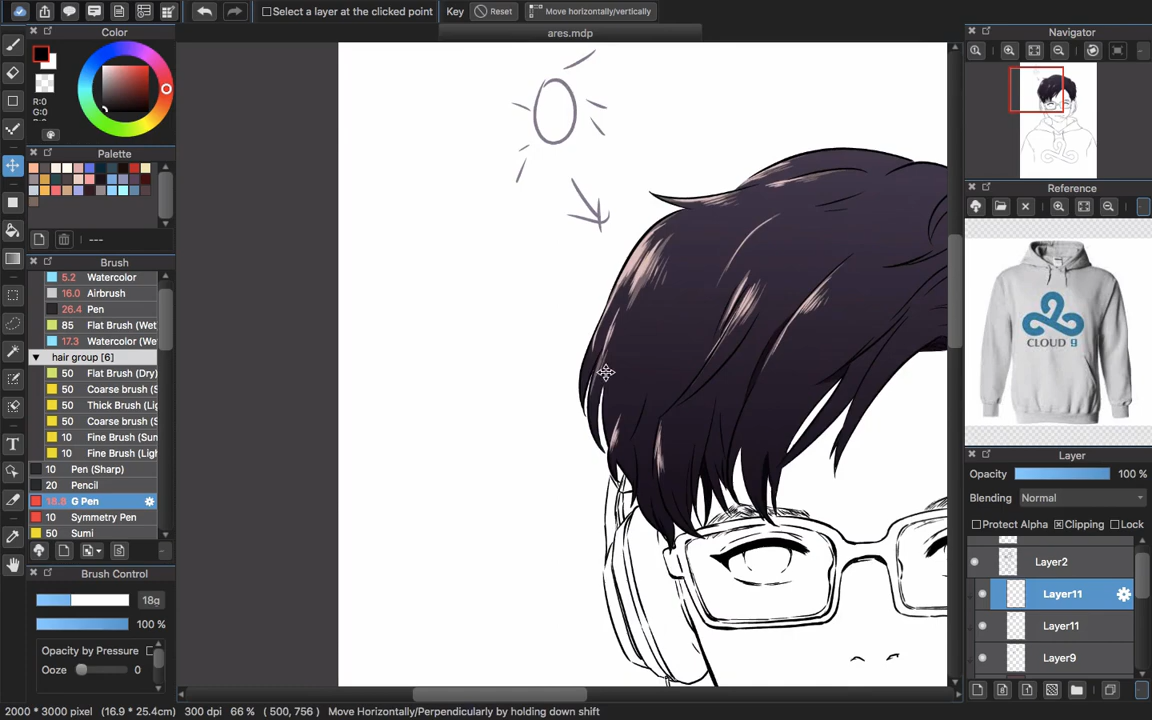 Select a layer at the clicked point
Key
Reset
Move horizontally/vertically
ares.mdp
Color
R:0
G:0
Palette
---
Brush
5.2 Watercolor
16.0 Airbrush
26.4 Pen
85 Flat Brush (Wet
17.3 Watercolor (Wet
hair group [6]
50 Flat Brush (Dry)
50 Coarse brush (S
50 Thick Brush (Lig
50 Coarse brush (L
10 Fine Brush (Sun
10 Fine Brush (Ligh
10 Pen (Sharp)
20 Pencil
18.8 G Pen
10 Symmetry Pen
50 Sumi
Brush Control
18g
100 %
Opacity by Pressure
Ooze 0
Navigator
Reference
CLOUD 9
Layer
Opacity 100 %
Blending Normal
Protect Alpha Clipping Lock
Layer2
Layer11
Layer11
Layer9
2000 * 3000 pixel (16.9 * 25.4cm) 300 dpi 66 % ( 500, 756 ) Move Horizontally/Perpendicularly by holding down shift